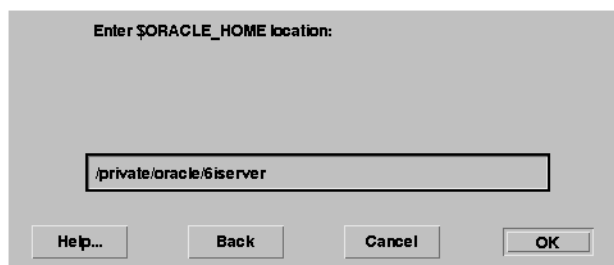 Enter $ORACLE_HOME location:
/private/oracle/6iserver
Help... Back Cancel OK